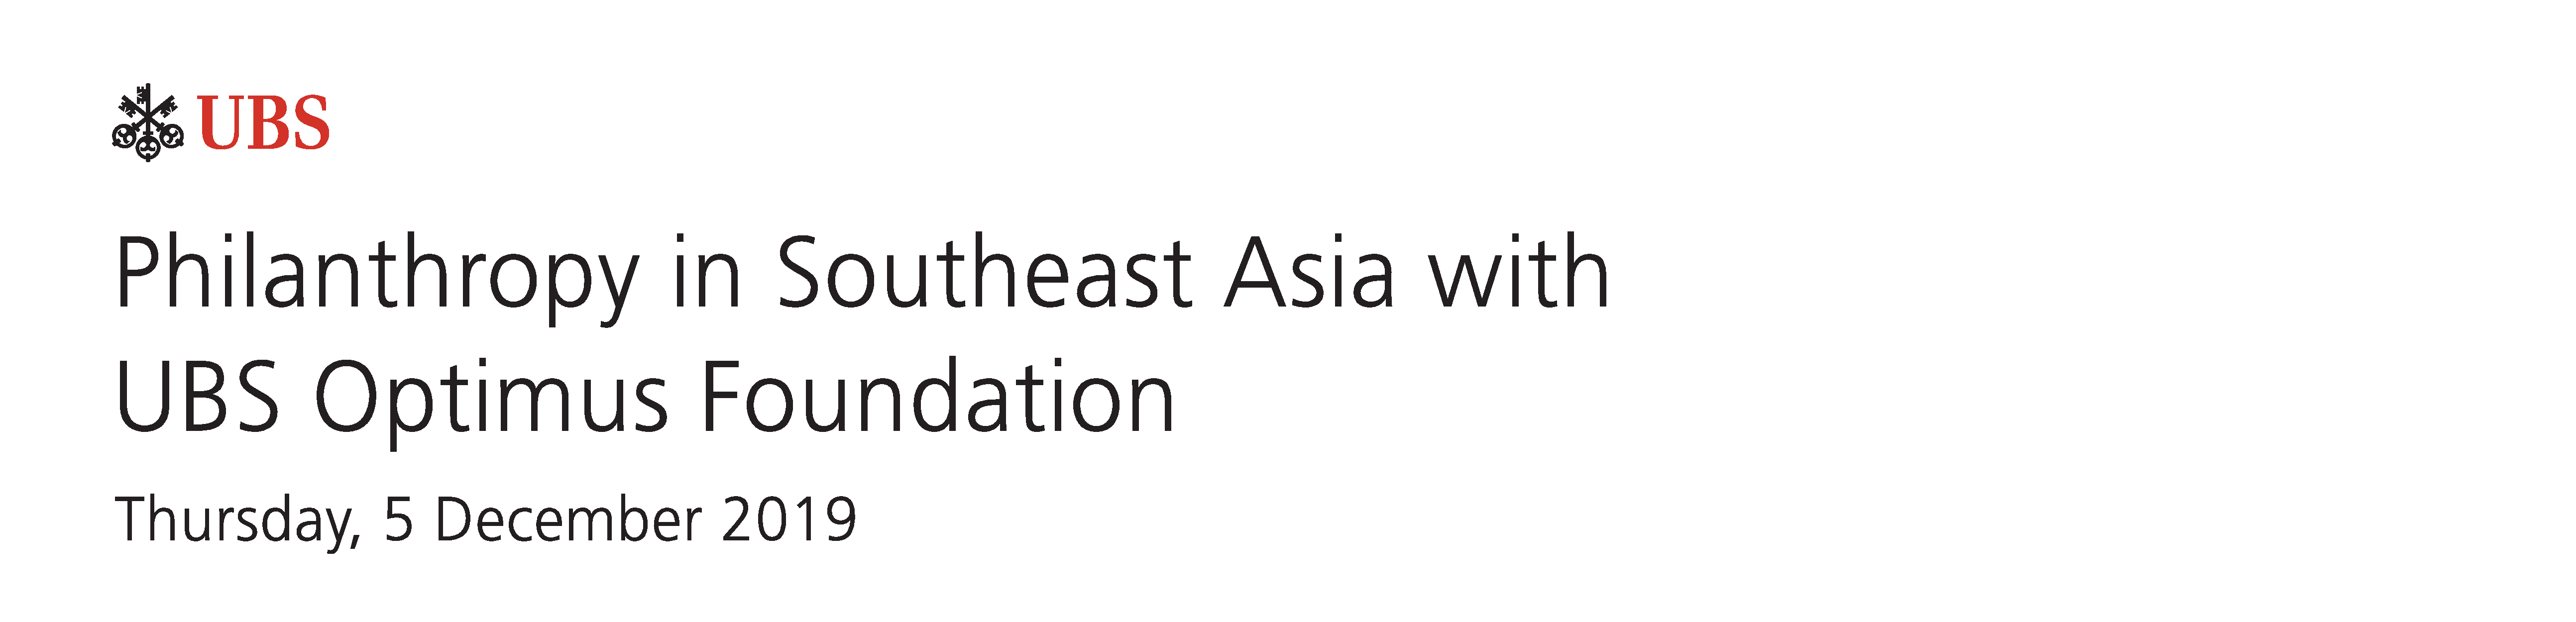 UBS
Philanthropy in Southeast Asia with
UBS Optimus Foundation
Thursday, 5 December 2019